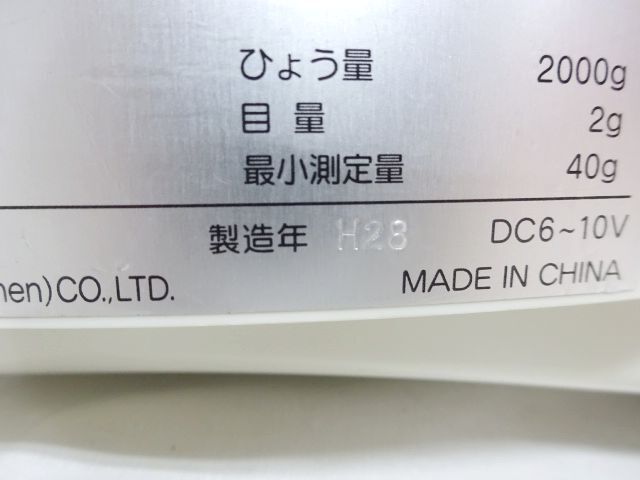 ひょう量 2000g
目量 2g
最小測定量 40g
製造年 H28 DC6~10V
hen)CO.,LTD. MADE IN CHINA